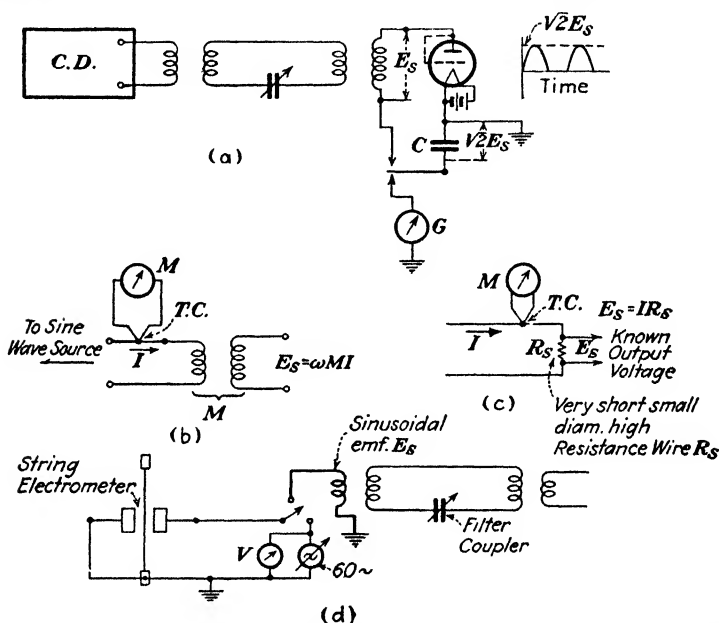 C.D.
E_s
√2E_s
Time
C
√2E_s
(a)
G
M
T.C.
To Sine
Wave Source
I
E_s=ωMI
M
(b)
M
T.C.
E_s=IR_s
I
R_s
E_s
Known
Output
Voltage
(c)
Very short small
diam. high
Resistance Wire R_s
Sinusoidal
emf. E_s
String
Electrometer
Filter
Coupler
V
60~
(d)